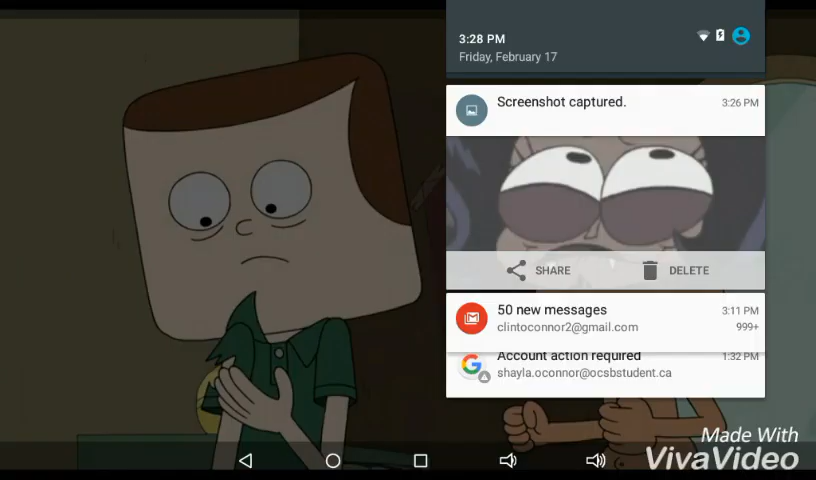 3:28 PM
Friday, February 17
Screenshot captured.
3:26 PM
SHARE
DELETE
50 new messages
3:11 PM
clintoconnor2@gmail.com
999+
Account action required
1:32 PM
shayla.oconnor@ocsbstudent.ca
Made With
VivaVideo